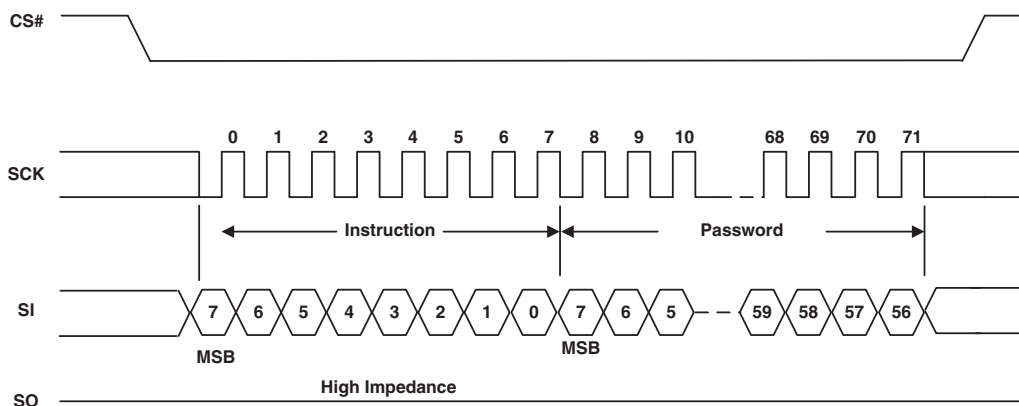 CS#
0 1 2 3 4 5 6 7 8 9 10 68 69 70 71
SCK
Instruction Password
SI 7 6 5 4 3 2 1 0 7 6 5 59 58 57 56
MSB MSB
High Impedance
SO